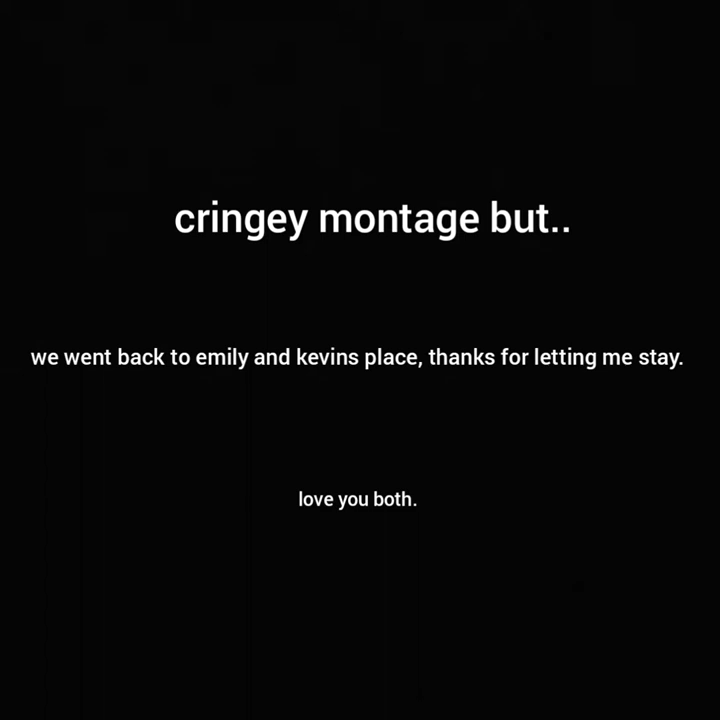 cringey montage but..
we went back to emily and kevins place, thanks for letting me stay.
love you both.